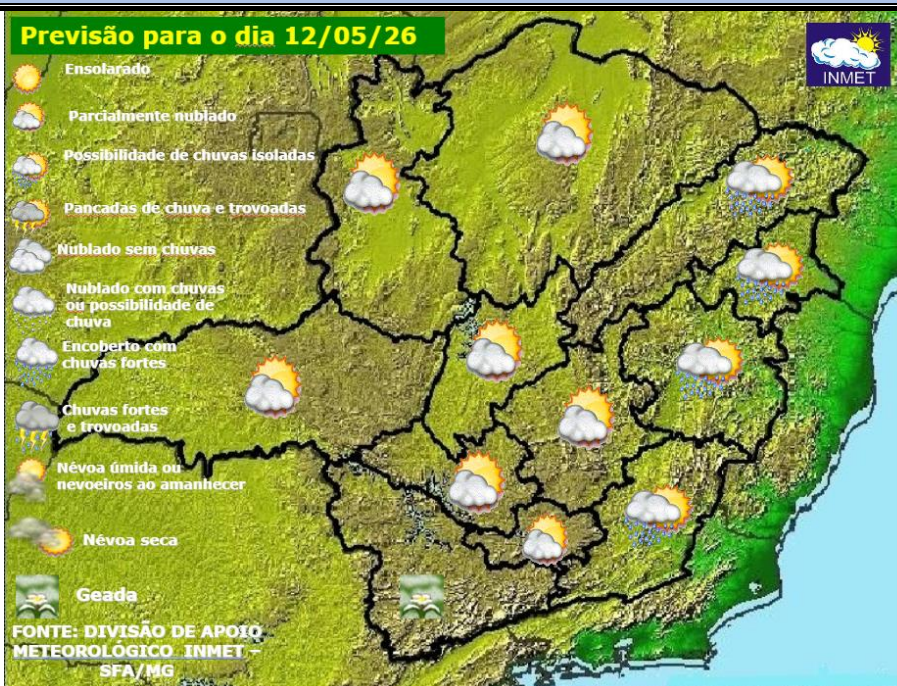 Previsão para o dia 12/05/26
INMET
Ensolarado
Parcialmente nublado
Possibilidade de chuvas isoladas
Pancadas de chuva e trovoadas
Nublado sem chuvas
Nublado com chuvas
ou possibilidade de
chuva
Encoberto com
chuvas fortes
Chuvas fortes
e trovoadas
Névoa úmida ou
nevoeiros ao amanhecer
Névoa seca
Geada
FONTE: DIVISÃO DE APOIO
METEOROLÓGICO INMET –
SFA/MG